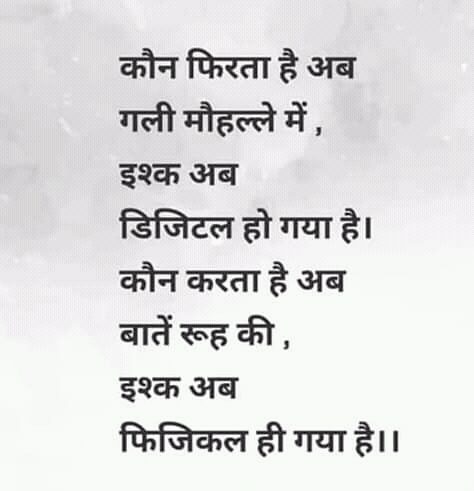 कौन फिरता है अब
गली मौहल्ले में ,
इश्क अब
डिजिटल हो गया है।
कौन करता है अब
बातें रूह की ,
इश्क अब
फिजिकल ही गया है।।